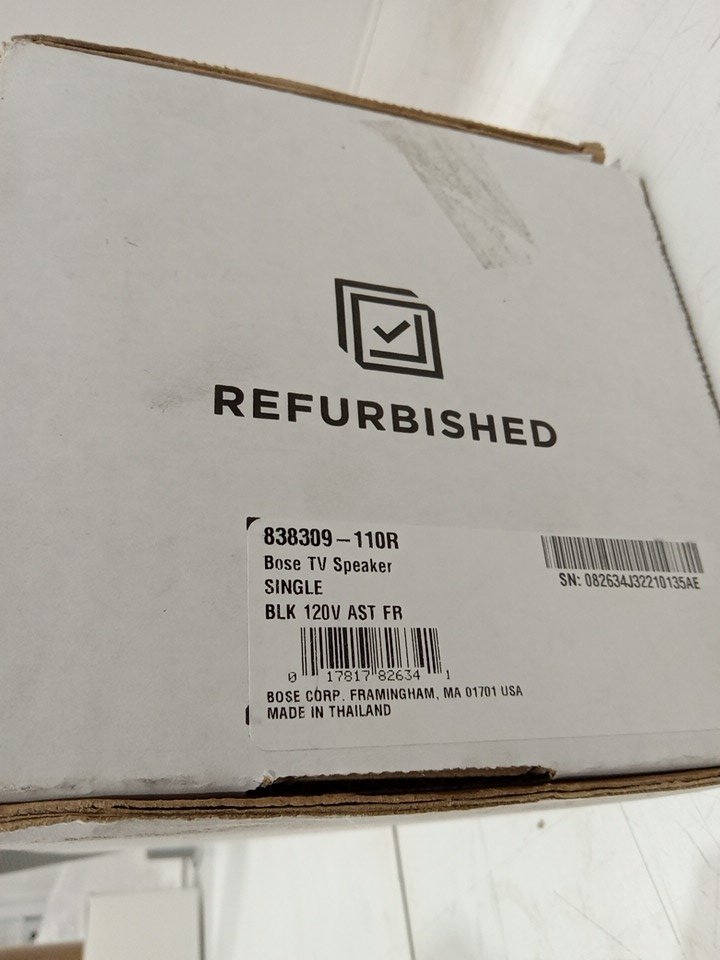 REFURBISHED
838309-110R
Bose TV Speaker
SINGLE
BLK 120V AST FR
SN: 082634J32210135AE
0 17817 82634 1
BOSE CORP. FRAMINGHAM, MA 01701 USA
MADE IN THAILAND